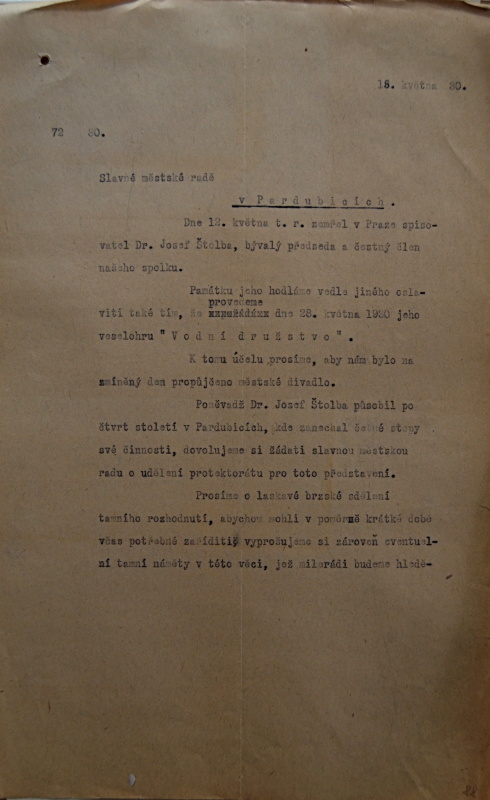 18. května 30.
72 30.
Slavné městské radě
v Pardubicích.
Dne 12. května t. r. zemřel v Praze spiso-
vatel Dr. Josef Štolba, bývalý předseda a čestný člen
našeho spolku.
Památku jeho hodláme vedle jiného osla-
provedeme
viti také tím, že dne 28. května 1930 jeho
veselohru " V o d n í d r u ž s t v o " .
K tomu účelu prosíme, aby nám bylo na
zmíněný den propůjčeno městské divadlo.
Poněvadž Dr. Josef Štolba působil po
čtvrt století v Pardubicích, kde zanechal četné stopy
své činnosti, dovolujeme si žádati slavnou městskou
radu o udělení protektorátu pro toto představení.
Prosíme o laskavé brzské sdělení
tamního rozhodnutí, abychom mohli v poměrně krátké době
včas potřebné zaříditi; vyprošujeme si zároveň eventuel-
ní tamní náměty v této věci, jež milerádi budeme hledě-
88